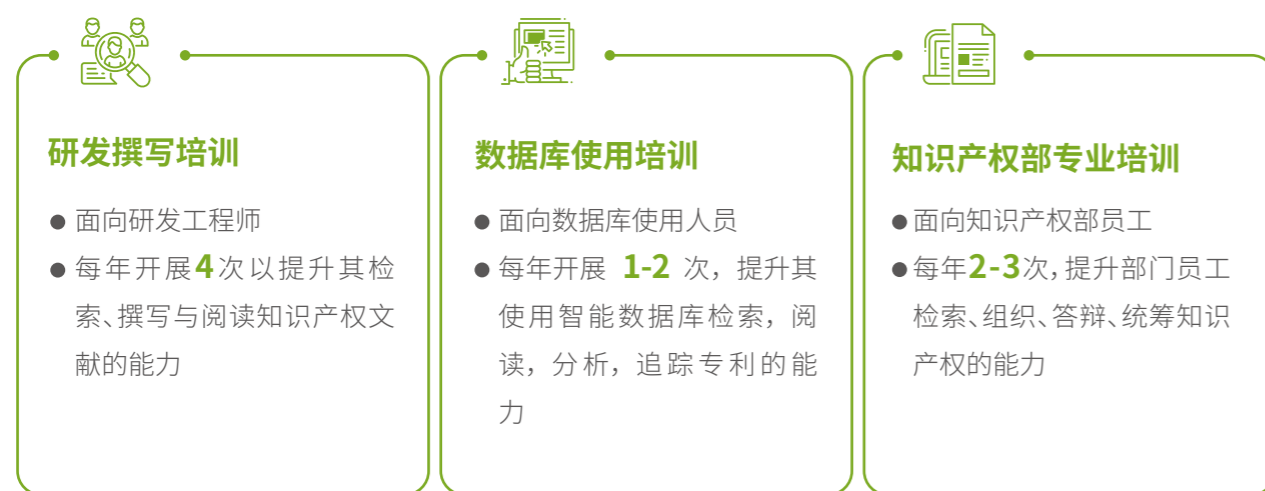 研发撰写培训
● 面向研发工程师
● 每年开展4次以提升其检
索、撰写与阅读知识产权文
献的能力
数据库使用培训
● 面向数据库使用人员
● 每年开展 1-2 次，提升其
使用智能数据库检索，阅
读，分析，追踪专利的能
力
知识产权部专业培训
● 面向知识产权部员工
● 每年2-3次，提升部门员工
检索、组织、答辩、统筹知识
产权的能力